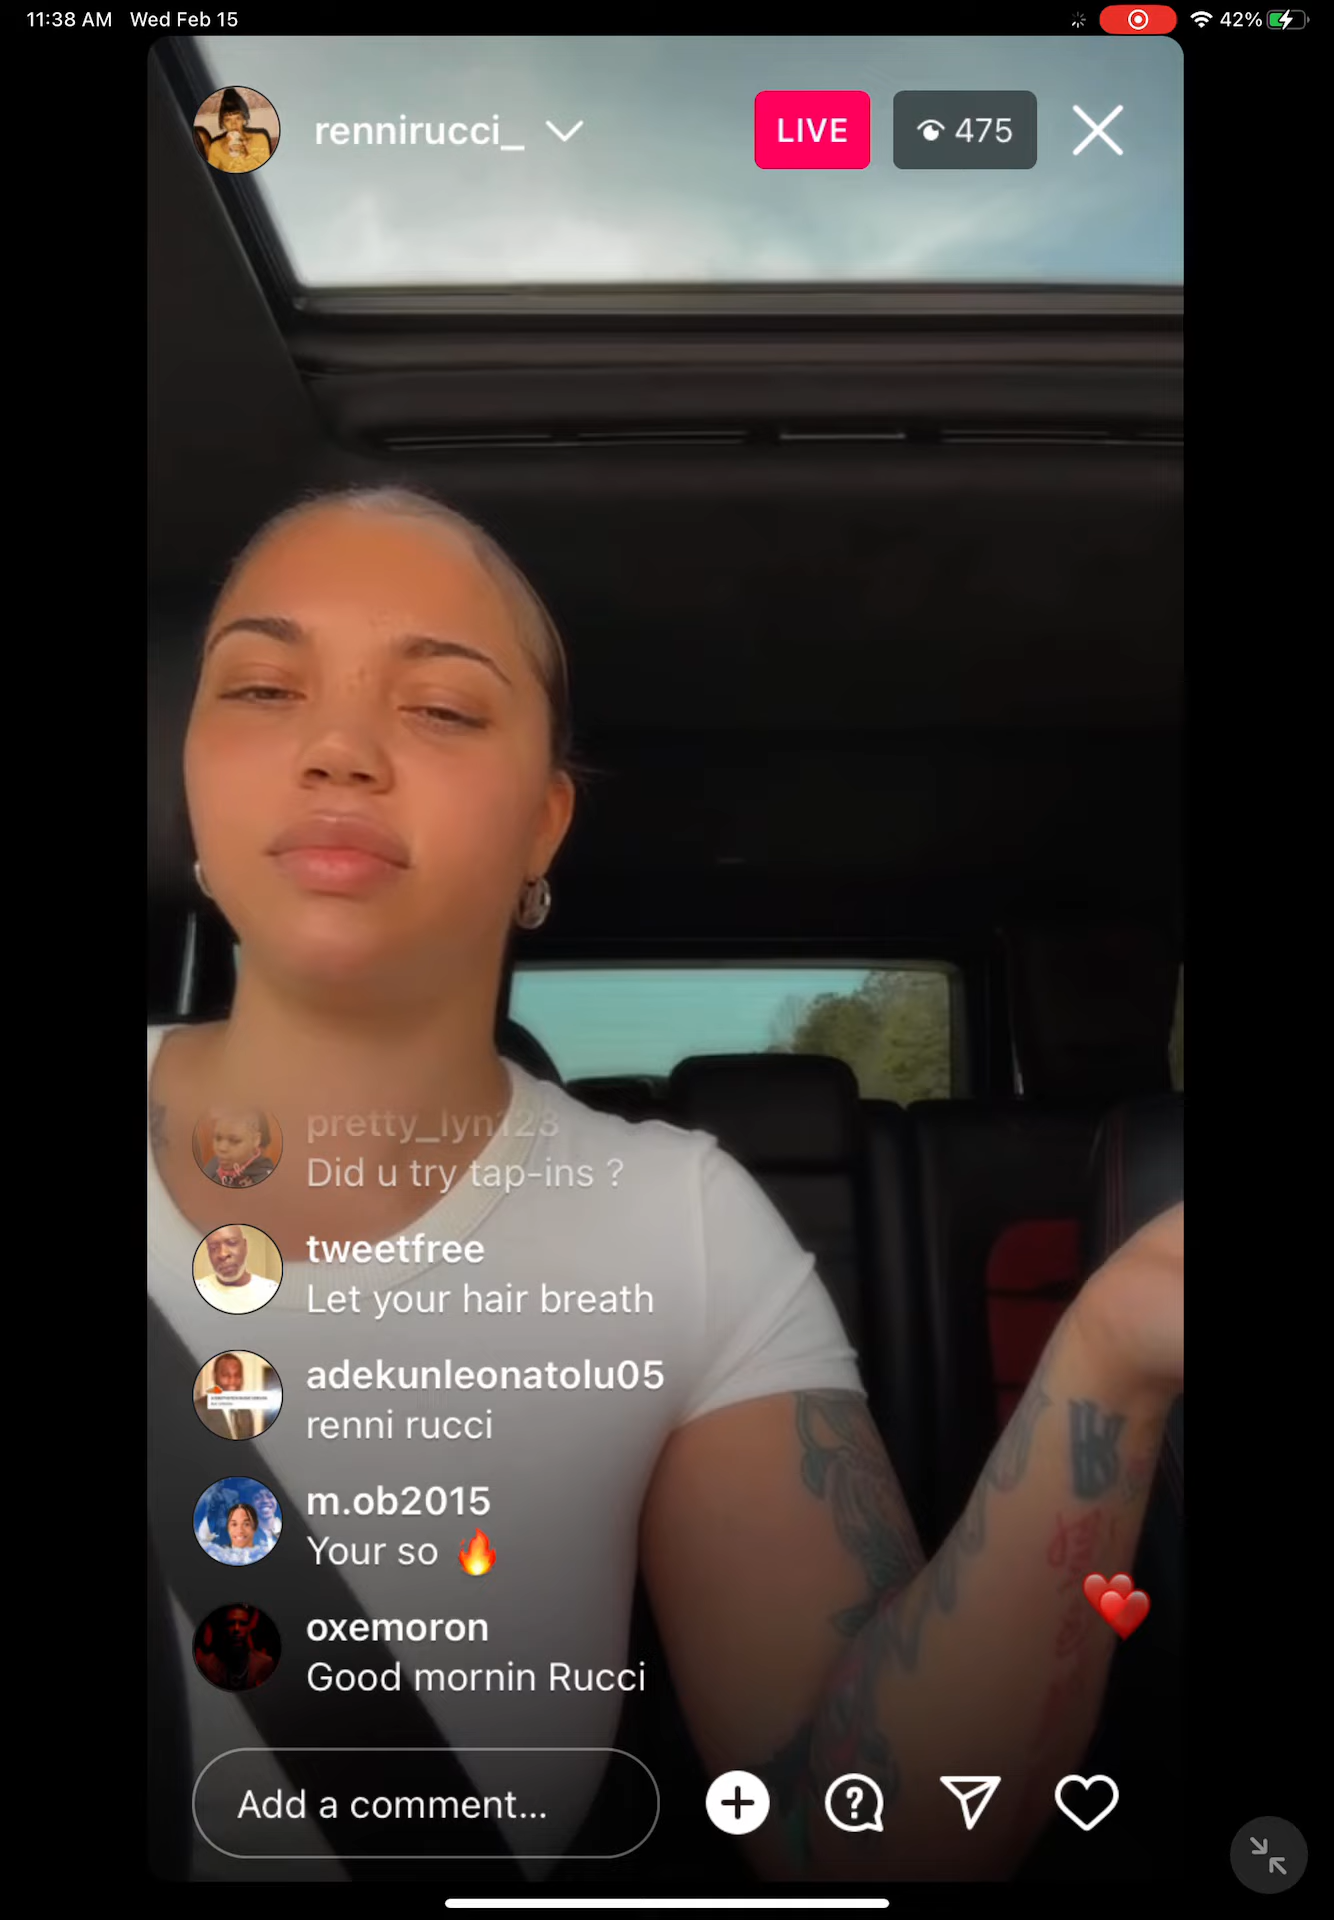 11:38 AM Wed Feb 15
42%
rennirucci_
LIVE
475
pretty_lyn123
Did u try tap-ins ?
tweetfree
Let your hair breath
adekunleonatolu05
renni rucci
m.ob2015
Your so 🔥
oxemoron
Good mornin Rucci
Add a comment...